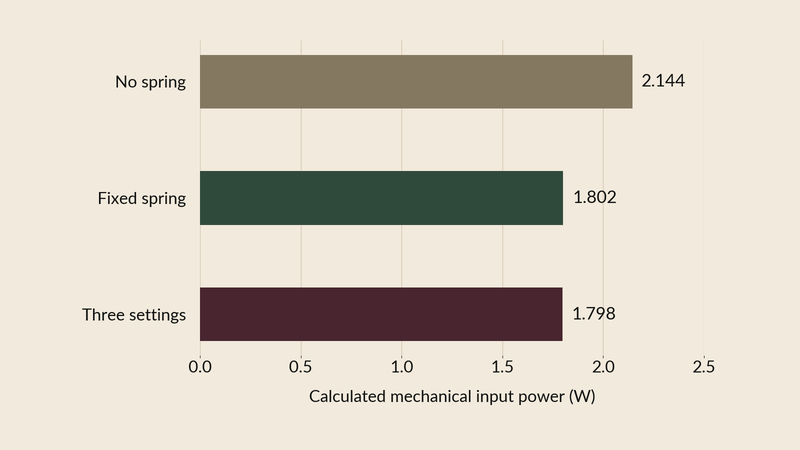 No spring
2.144
Fixed spring
1.802
Three settings
1.798
0.0 0.5 1.0 1.5 2.0 2.5
Calculated mechanical input power (W)